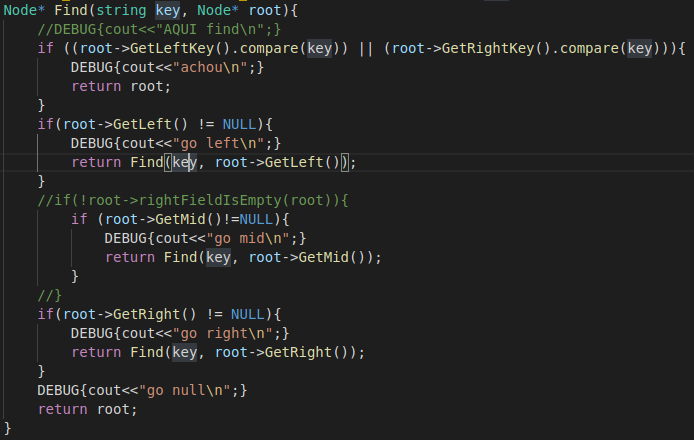 Node* Find(string key, Node* root){
    //DEBUG{cout<<"AQUI find\n";}
    if ((root->GetLeftKey().compare(key)) || (root->GetRightKey().compare(key))){
        DEBUG{cout<<"achou\n";}
        return root;
    }
    if(root->GetLeft() != NULL){
        DEBUG{cout<<"go left\n";}
        return Find(key, root->GetLeft());
    }
    //if(!root->rightFieldIsEmpty(root)){
        if (root->GetMid()!=NULL){
            DEBUG{cout<<"go mid\n";}
            return Find(key, root->GetMid());
        }
    //}
    if(root->GetRight() != NULL){
        DEBUG{cout<<"go right\n";}
        return Find(key, root->GetRight());
    }
    DEBUG{cout<<"go null\n";}
    return root;
}